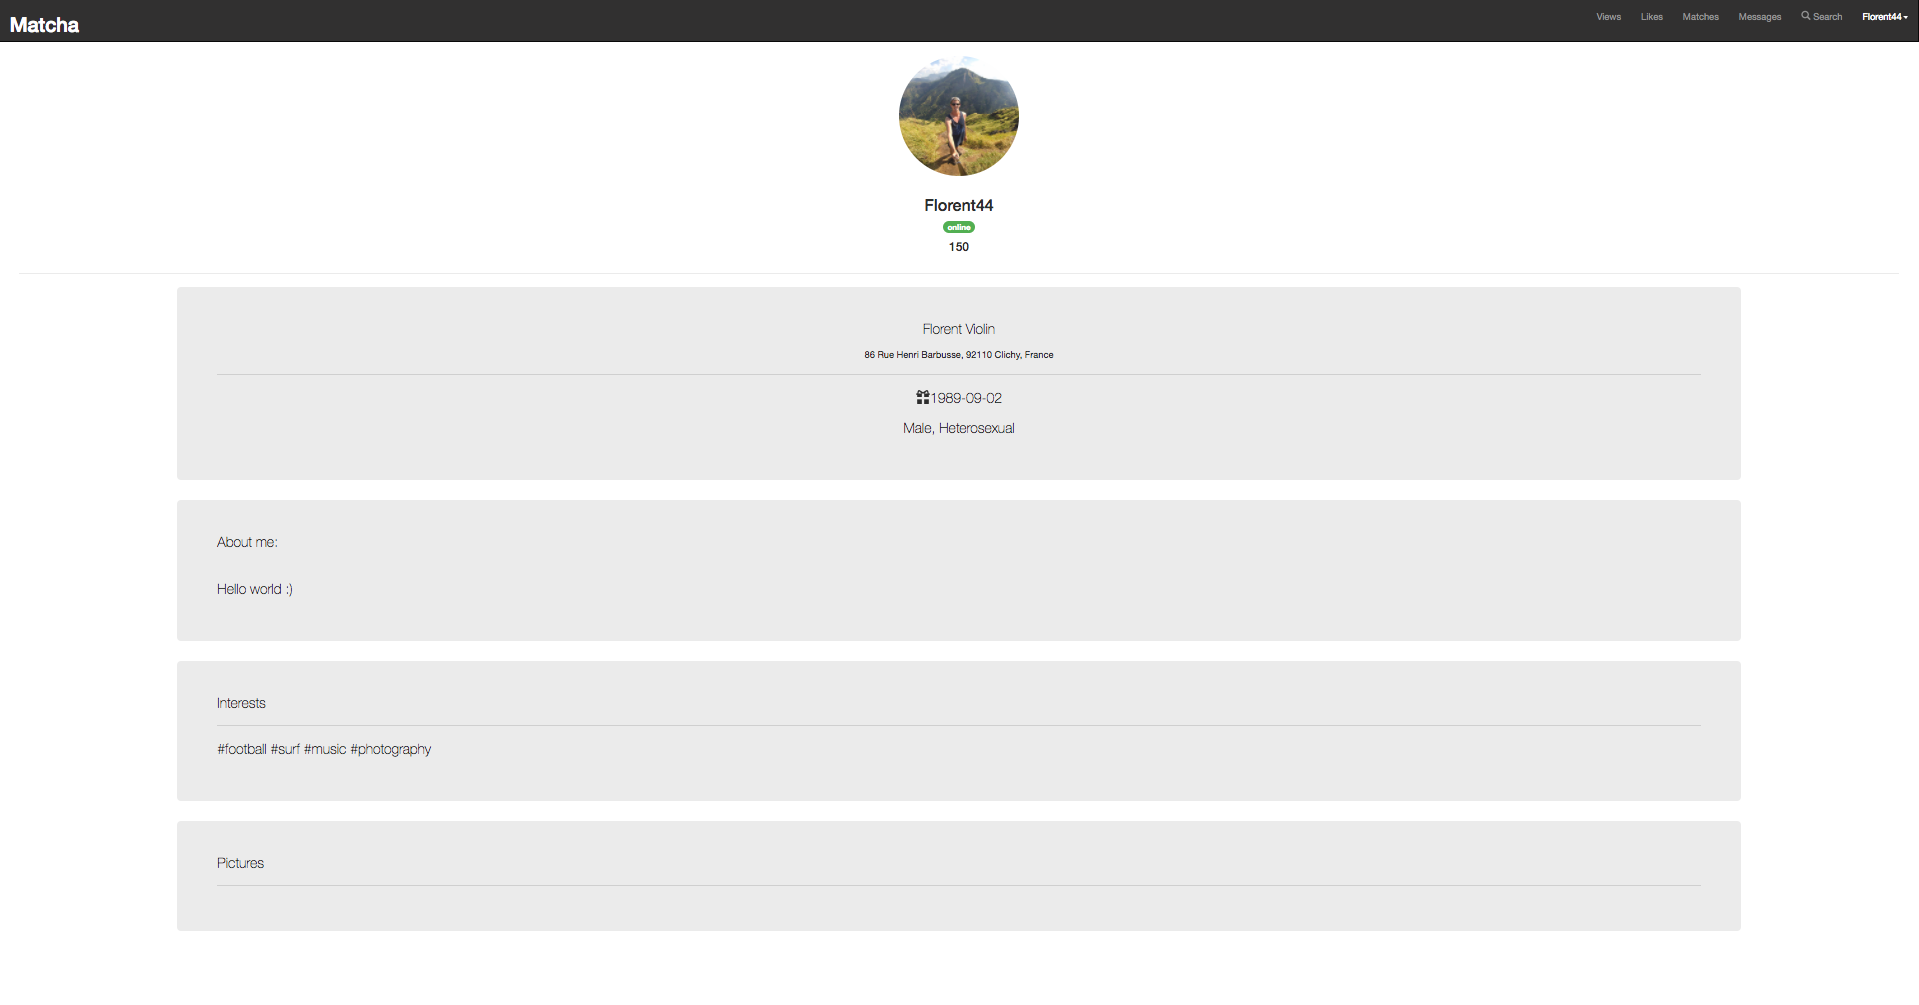 Matcha
Views Likes Matches Messages Search Florent44
Florent44
online
150
Florent Violin
86 Rue Henri Barbusse, 92110 Clichy, France
1989-09-02
Male, Heterosexual
About me:
Hello world :)
Interests
#football #surf #music #photography
Pictures